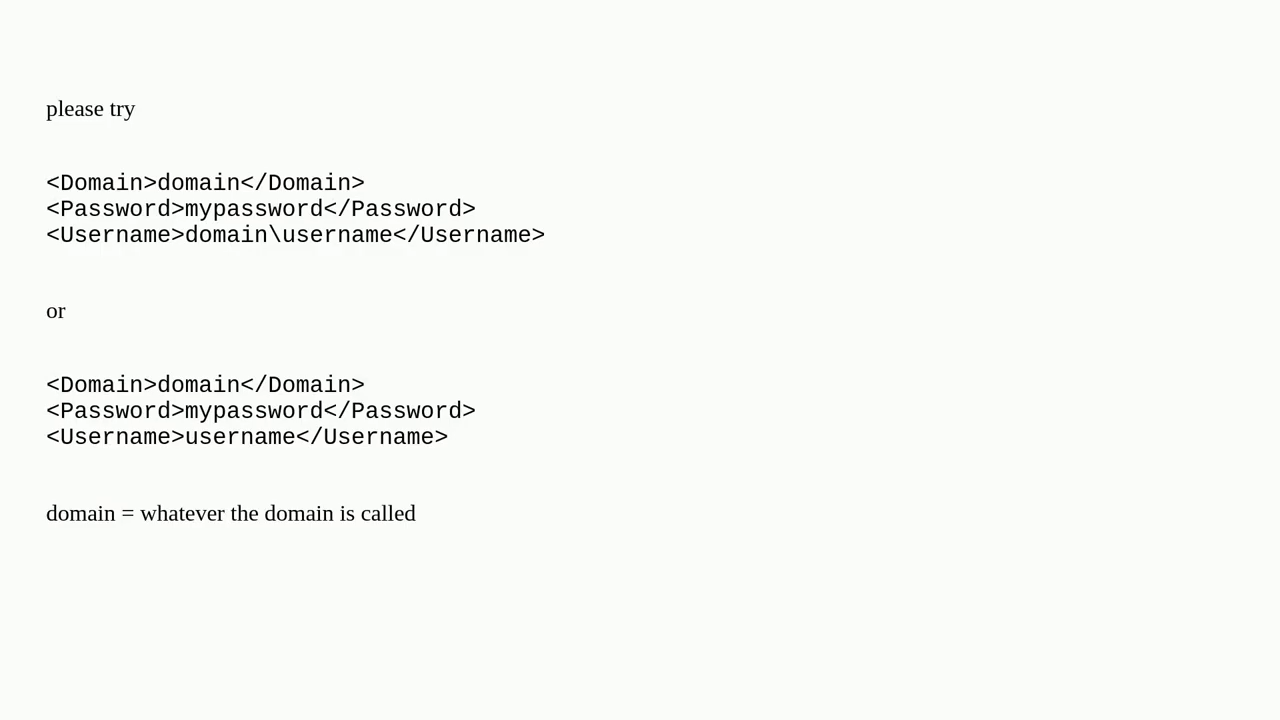 please try
<Domain>domain</Domain>
<Password>mypassword</Password>
<Username>domain\username</Username>
or
<Domain>domain</Domain>
<Password>mypassword</Password>
<Username>username</Username>
domain = whatever the domain is called